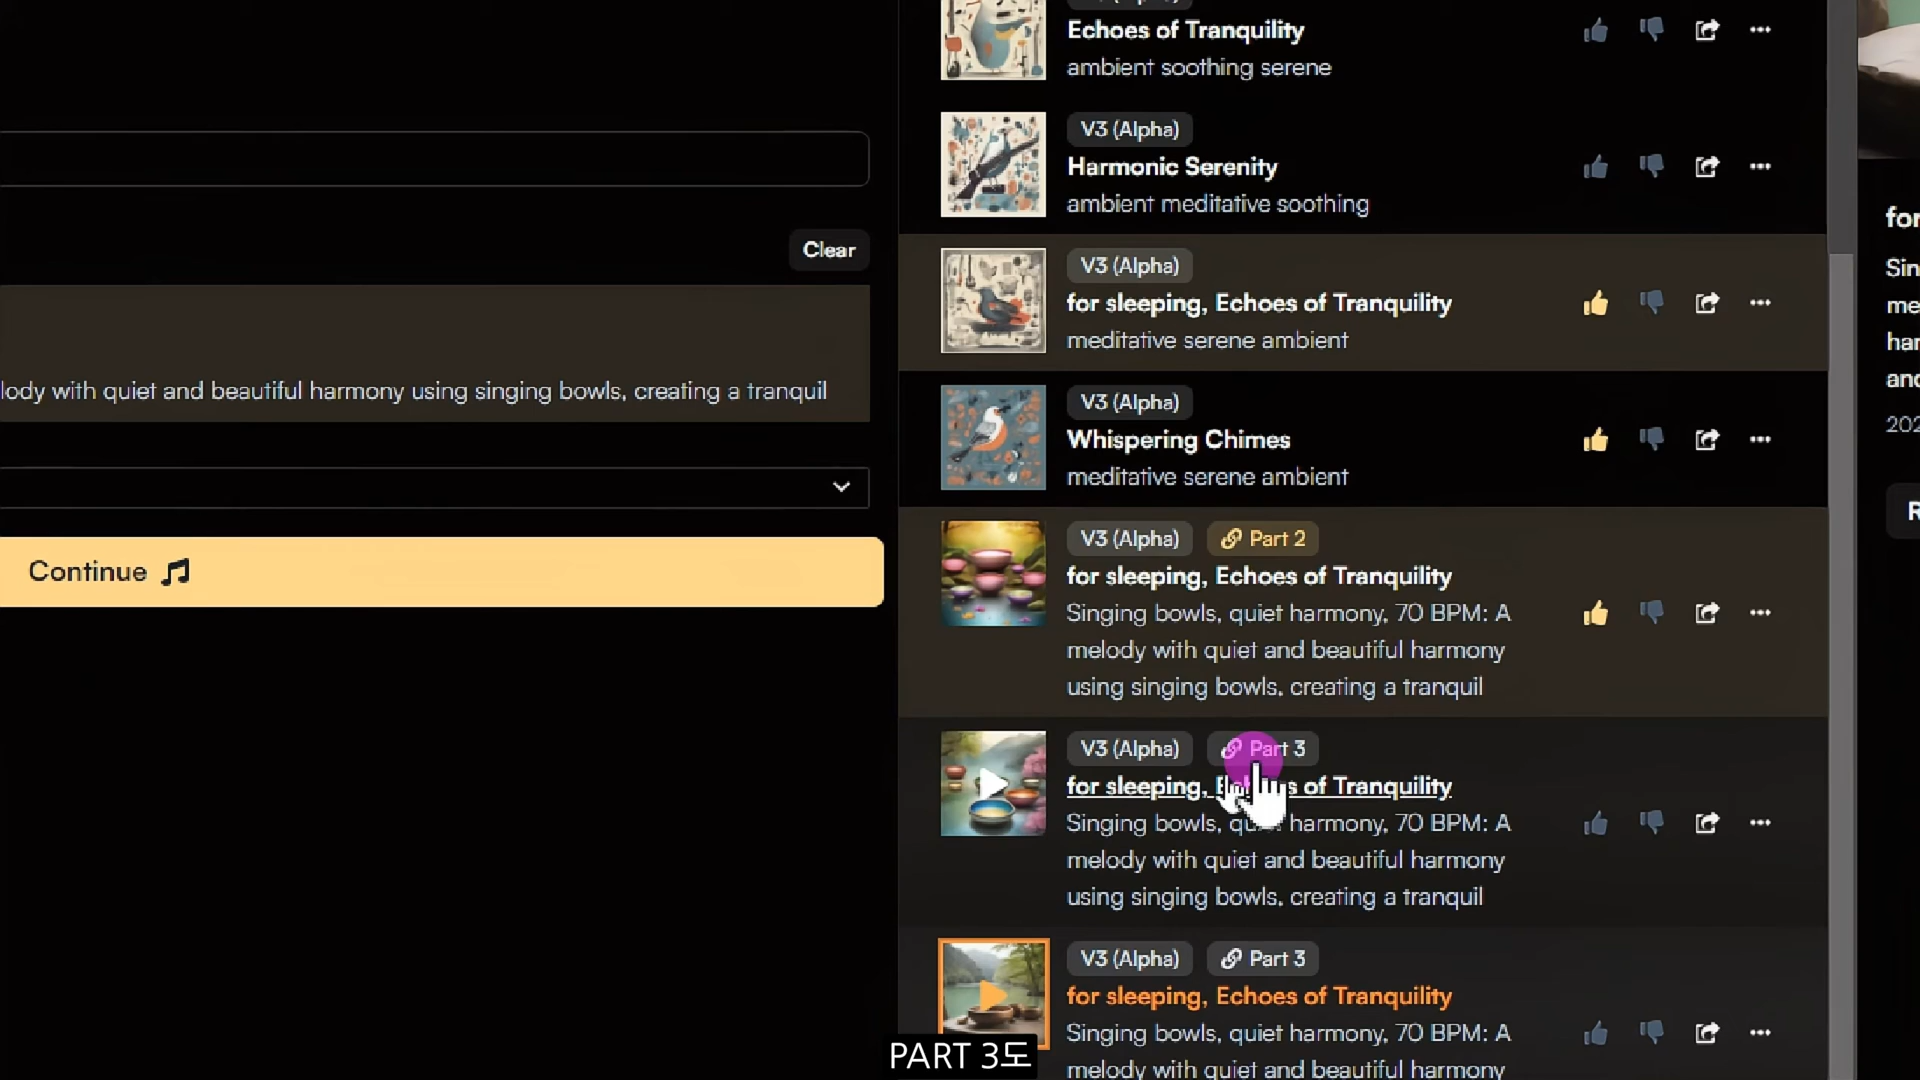 Echoes of Tranquility
ambient soothing serene
V3 (Alpha)
Harmonic Serenity
ambient meditative soothing
Clear
V3 (Alpha)
for sleeping, Echoes of Tranquility
meditative serene ambient
lody with quiet and beautiful harmony using singing bowls, creating a tranquil
V3 (Alpha)
Whispering Chimes
meditative serene ambient
Continue
V3 (Alpha) Part 2
for sleeping, Echoes of Tranquility
Singing bowls, quiet harmony, 70 BPM: A
melody with quiet and beautiful harmony
using singing bowls, creating a tranquil
V3 (Alpha) Part 3
for sleeping, Echoes of Tranquility
Singing bowls, quiet harmony, 70 BPM: A
melody with quiet and beautiful harmony
using singing bowls, creating a tranquil
V3 (Alpha) Part 3
for sleeping, Echoes of Tranquility
Singing bowls, quiet harmony, 70 BPM: A
melody with quiet and beautiful harmony
PART 3도
for
Sin
me
har
and
202
R